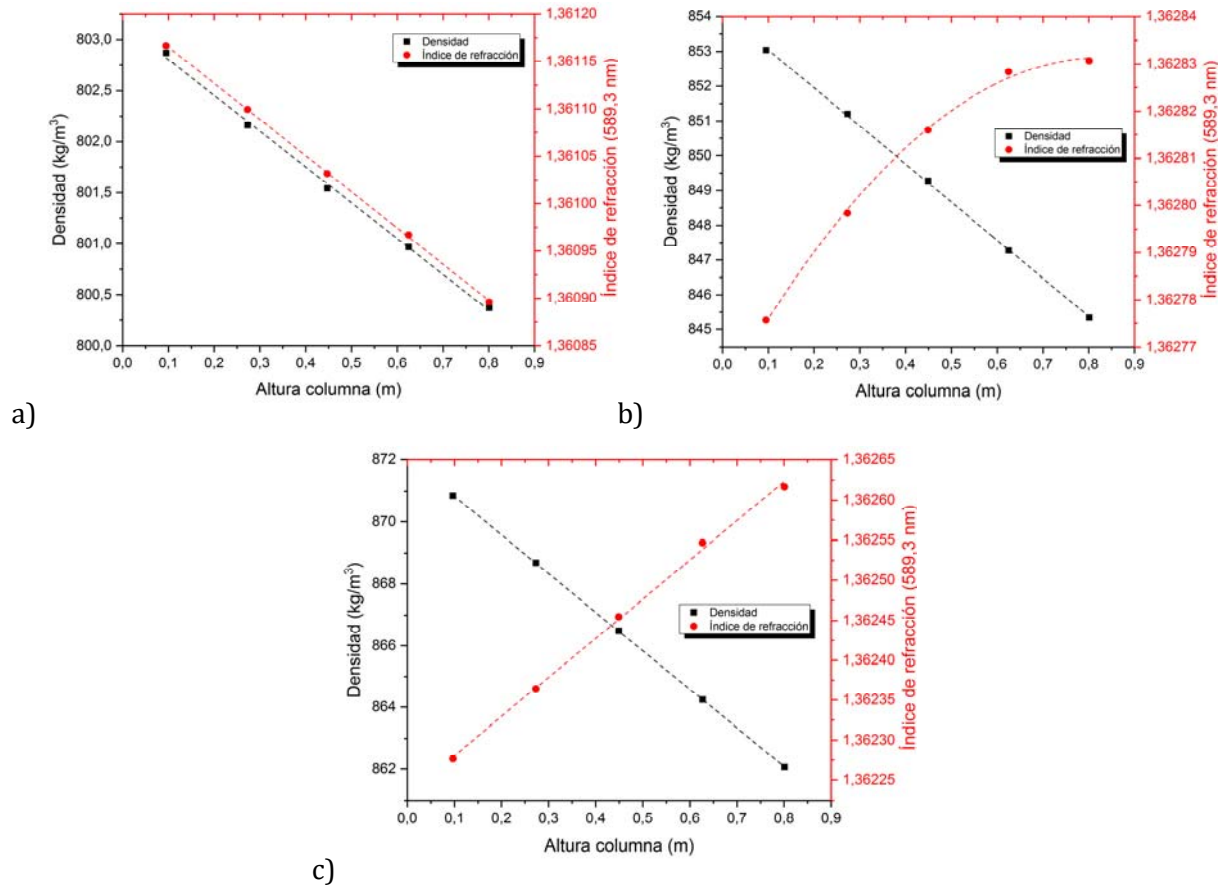 803,0
802,5
802,0
801,5
801,0
800,5
800,0
Densidad (kg/m³)
0,0 0,1 0,2 0,3 0,4 0,5 0,6 0,7 0,8 0,9
Altura columna (m)
Densidad
Índice de refracción
1,36120
1,36115
1,36110
1,36105
1,36100
1,36095
1,36090
1,36085
Índice de refracción (589,3 nm)
a)
854
853
852
851
850
849
848
847
846
845
Densidad (kg/m³)
0,0 0,1 0,2 0,3 0,4 0,5 0,6 0,7 0,8 0,9
Altura columna (m)
Densidad
Índice de refracción
1,36284
1,36283
1,36282
1,36281
1,36280
1,36279
1,36278
1,36277
Índice de refracción (589,3 nm)
b)
872
870
868
866
864
862
Densidad (kg/m³)
0,0 0,1 0,2 0,3 0,4 0,5 0,6 0,7 0,8 0,9
Altura columna (m)
Densidad
Índice de refracción
1,36265
1,36260
1,36255
1,36250
1,36245
1,36240
1,36235
1,36230
1,36225
Índice de refracción (589,3 nm)
c)